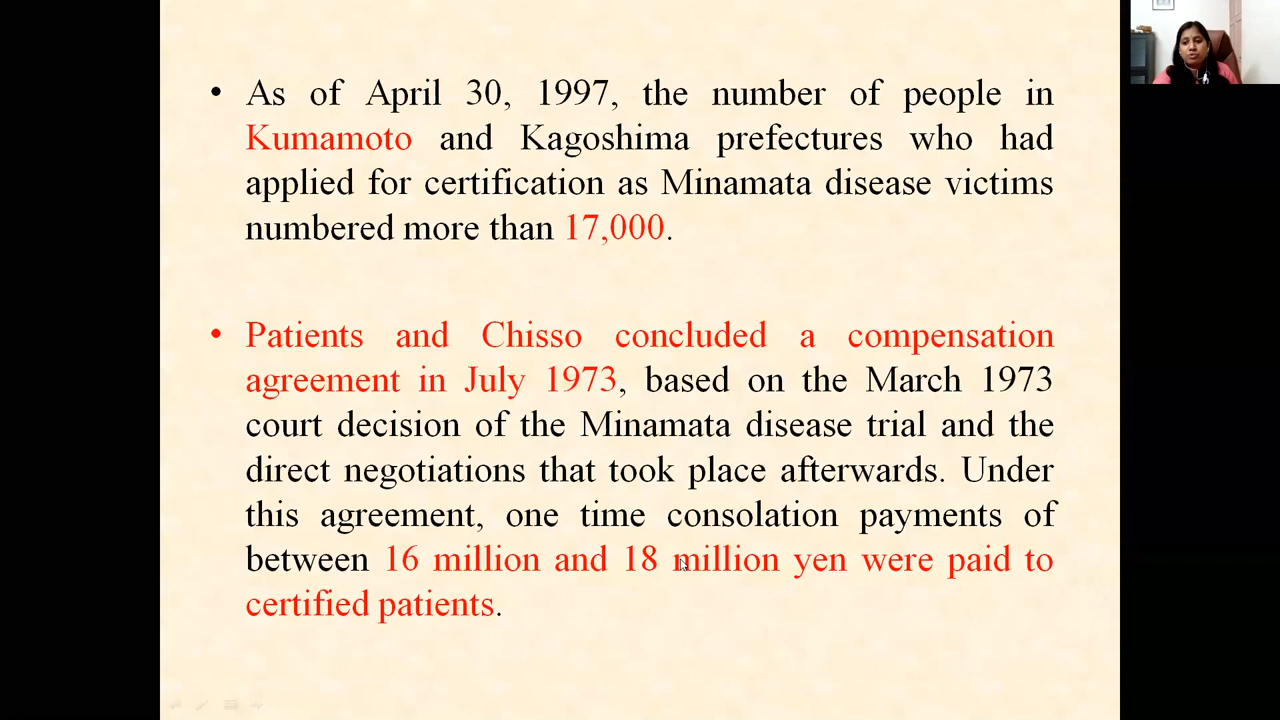 • As of April 30, 1997, the number of people in
Kumamoto and Kagoshima prefectures who had
applied for certification as Minamata disease victims
numbered more than 17,000.
• Patients and Chisso concluded a compensation
agreement in July 1973, based on the March 1973
court decision of the Minamata disease trial and the
direct negotiations that took place afterwards. Under
this agreement, one time consolation payments of
between 16 million and 18 million yen were paid to
certified patients.